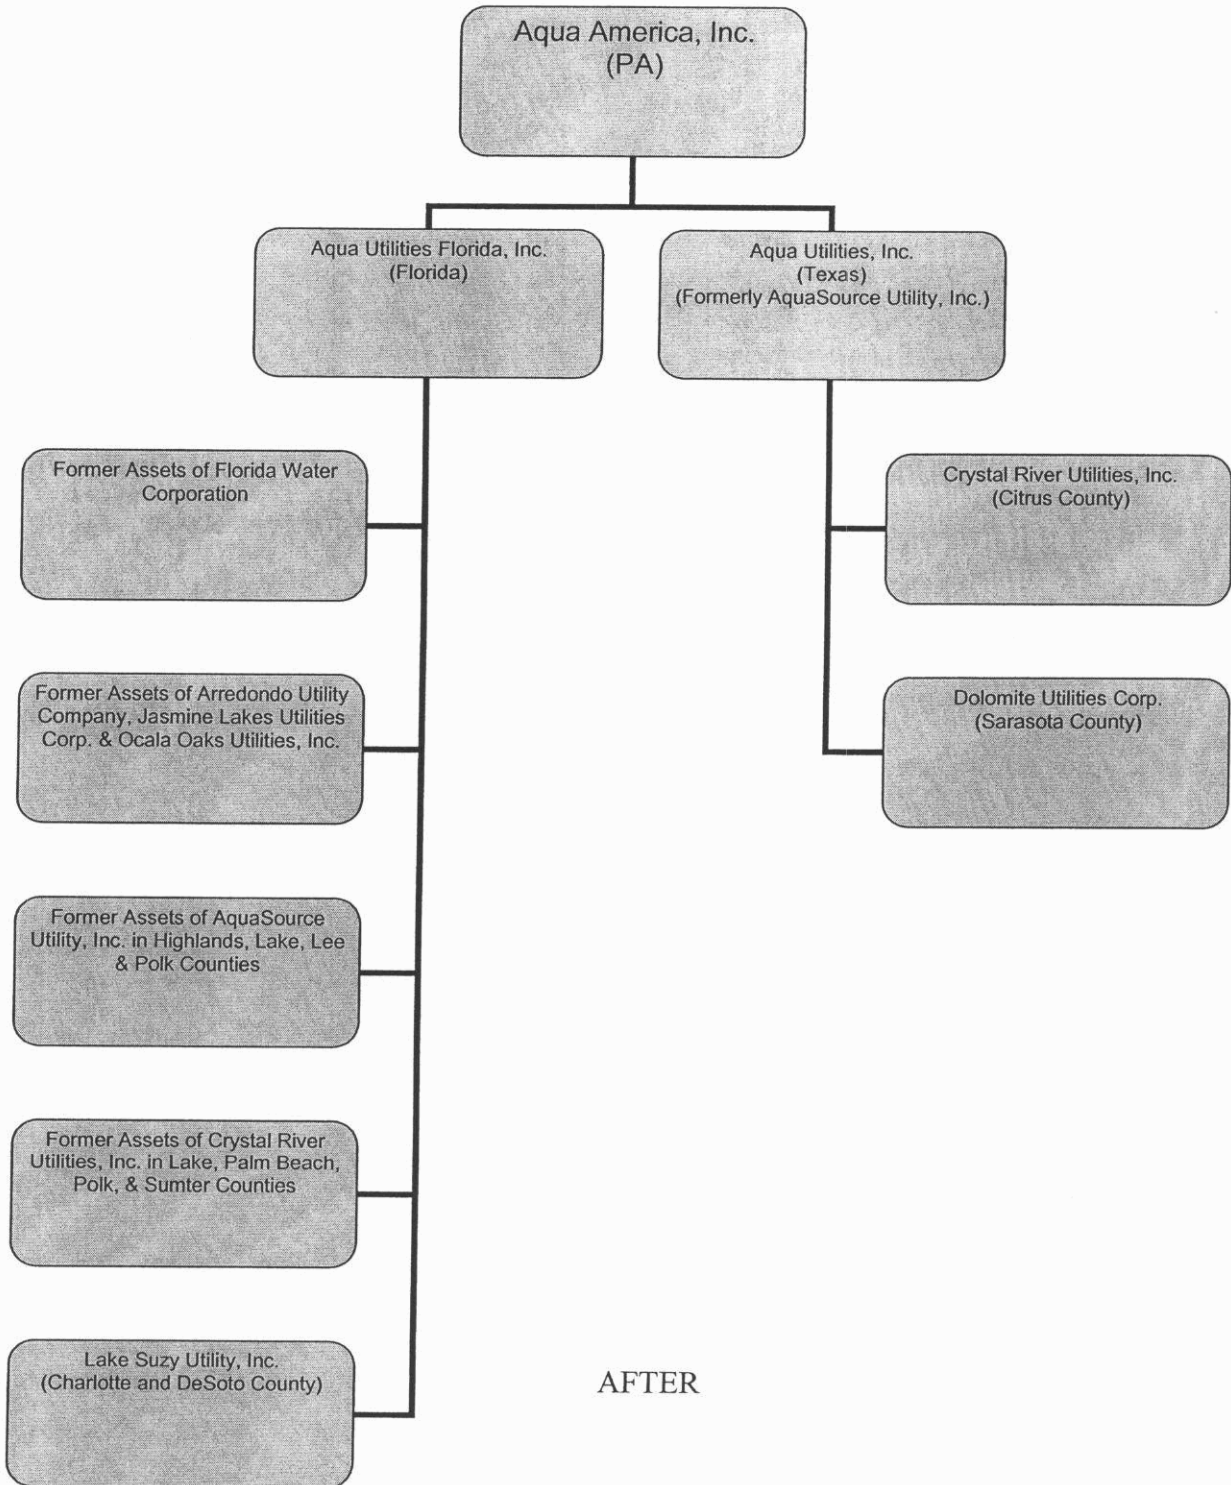 Aqua America, Inc.
(PA)
Aqua Utilities Florida, Inc.
(Florida)
Aqua Utilities, Inc.
(Texas)
(Formerly AquaSource Utility, Inc.)
Former Assets of Florida Water
Corporation
Crystal River Utilities, Inc.
(Citrus County)
Former Assets of Arredondo Utility
Company, Jasmine Lakes Utilities
Corp. & Ocala Oaks Utilities, Inc.
Dolomite Utilities Corp.
(Sarasota County)
Former Assets of AquaSource
Utility, Inc. in Highlands, Lake, Lee
& Polk Counties
Former Assets of Crystal River
Utilities, Inc. in Lake, Palm Beach,
Polk, & Sumter Counties
Lake Suzy Utility, Inc.
(Charlotte and DeSoto County)
AFTER